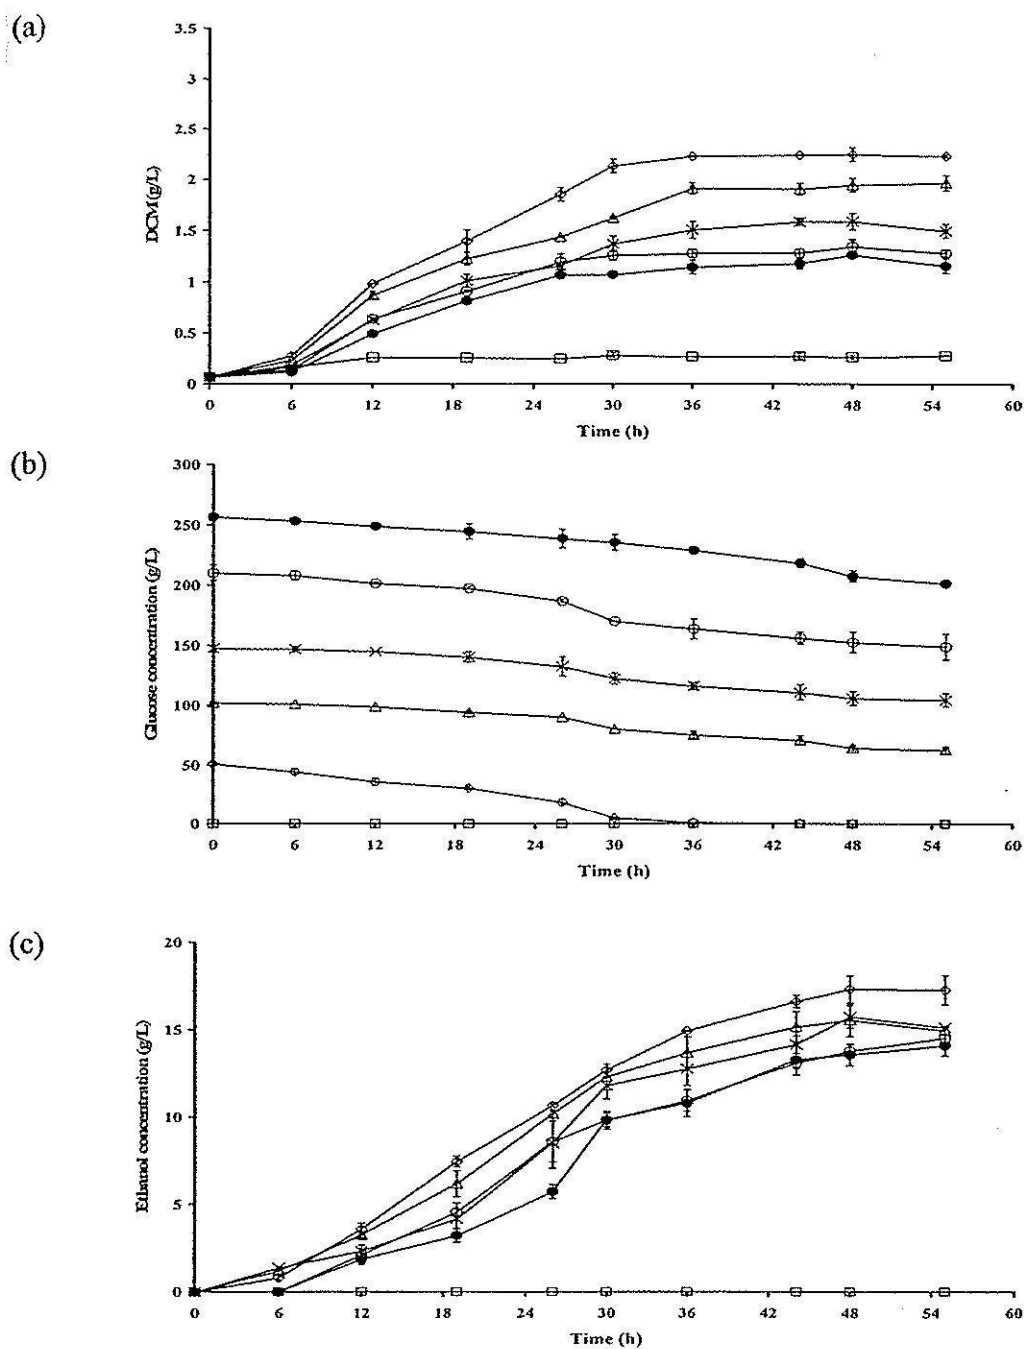 (a)
3.5
3
2.5
2
1.5
1
0.5
0
DCM (g/L)
0 6 12 18 24 30 36 42 48 54 60
Time (h)
(b)
300
250
200
150
100
50
0
Glucose concentration (g/L)
0 6 12 18 24 30 36 42 48 54 60
Time (h)
(c)
20
15
10
5
0
Ethanol concentration (g/L)
0 6 12 18 24 30 36 42 48 54 60
Time (h)